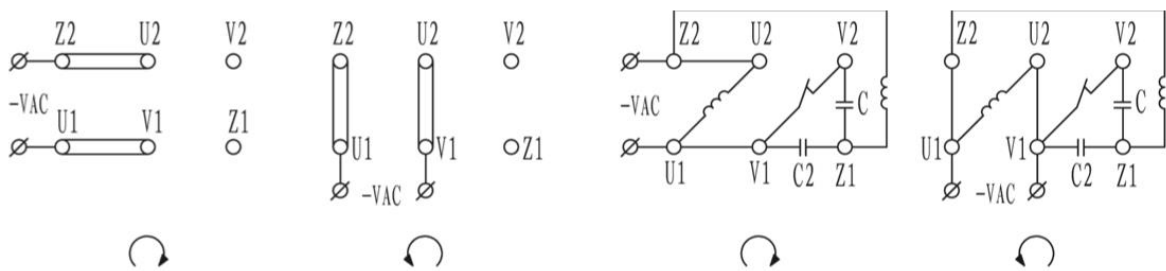 Z2 U2 V2
-VAC
U1 V1 Z1
Z2 U2 V2
U1 V1 Z1
-VAC
Z2 U2 V2
-VAC
C
U1 V1 C2 Z1
Z2 U2 V2
C
U1 V1
C2 Z1
-VAC